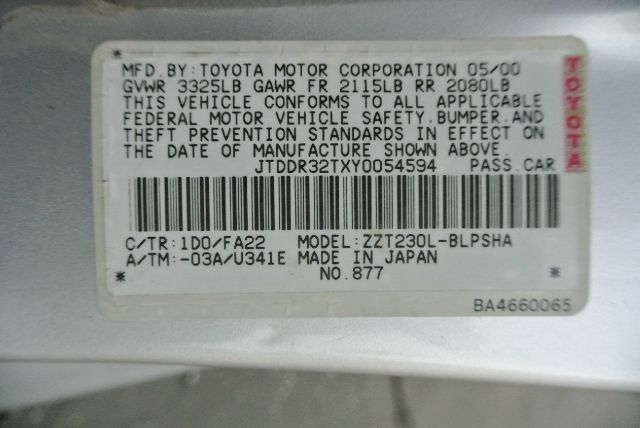 MFD.BY:TOYOTA MOTOR CORPORATION 05/00
GVWR 3325LB GAWR FR 2115LB RR 2080LB
THIS VEHICLE CONFORMS TO ALL APPLICABLE
FEDERAL MOTOR VEHICLE SAFETY.BUMPER.AND
THEFT PREVENTION STANDARDS IN EFFECT ON
THE DATE OF MANUFACTURE SHOWN ABOVE.
JTDDR32TXY0054594 PASS.CAR
TOYOTA
C/TR:1D0/FA22 MODEL:ZZT230L-BLPSHA
A/TM:-03A/U341E MADE IN JAPAN
* NO.877 *
BA4660065